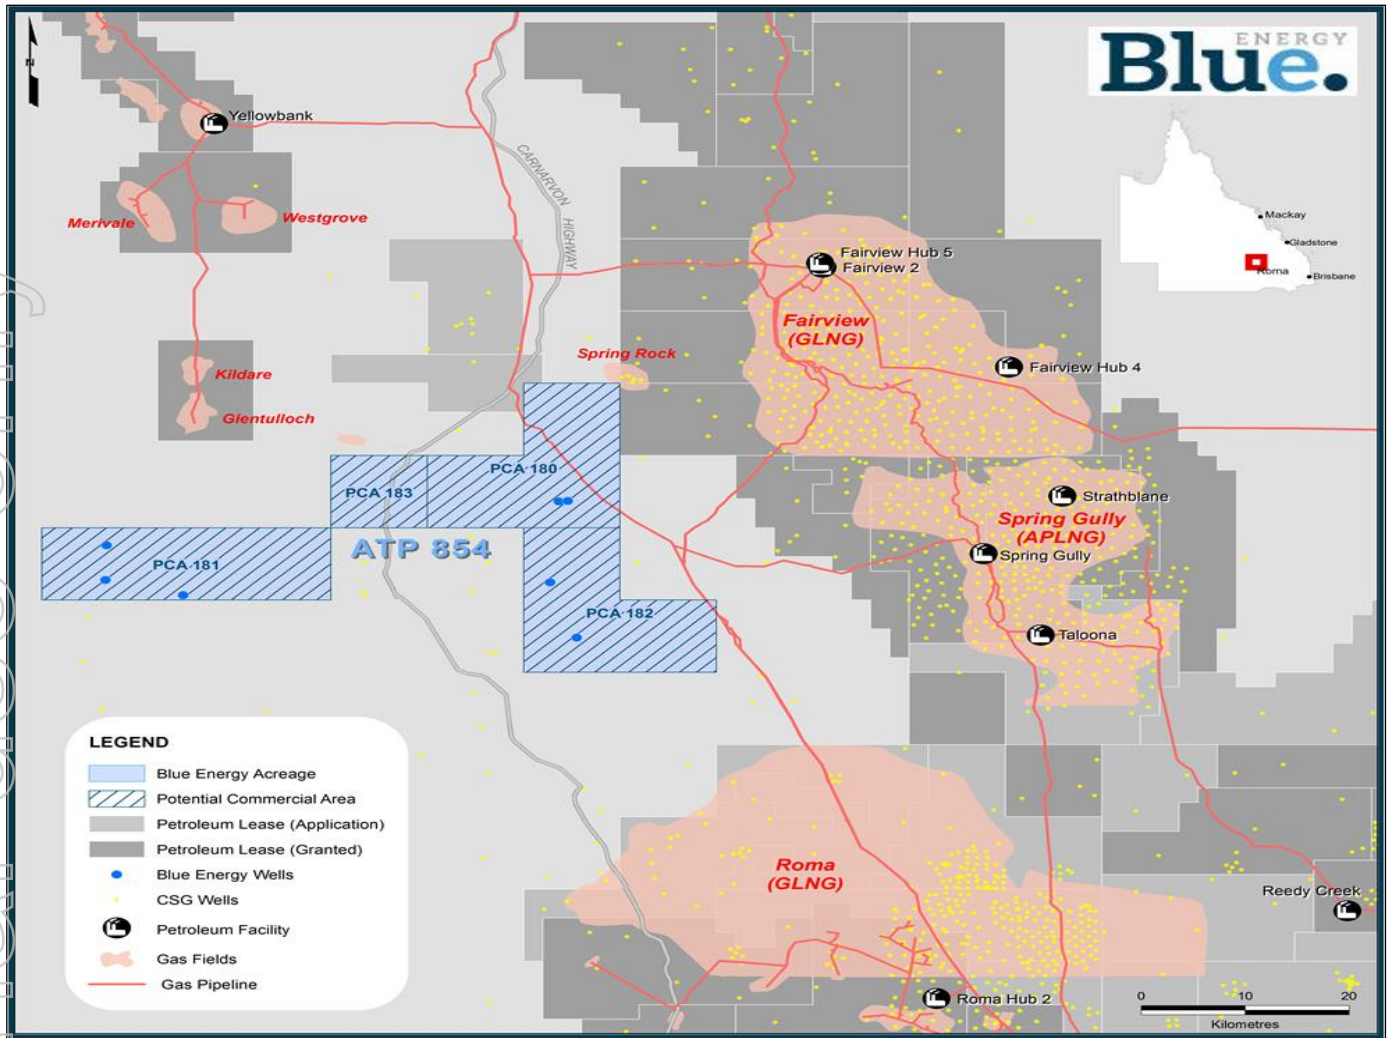 ENERGY
Blue.
N
Yellowbank
CARNARVON HIGHWAY
Merivale
Westgrove
Mackay
Gladstone
Roma
Brisbane
Fairview Hub 5
Fairview 2
Fairview
(GLNG)
Spring Rock
Fairview Hub 4
Kildare
Glentulloch
PCA 180
PCA 183
Strathblane
Spring Gully
(APLNG)
ATP 854
Spring Gully
PCA 181
PCA 182
Taloona
LEGEND
Blue Energy Acreage
Potential Commercial Area
Petroleum Lease (Application)
Petroleum Lease (Granted)
Blue Energy Wells
CSG Wells
Petroleum Facility
Gas Fields
Gas Pipeline
Roma
(GLNG)
Reedy Creek
Roma Hub 2
0 10 20
Kilometres